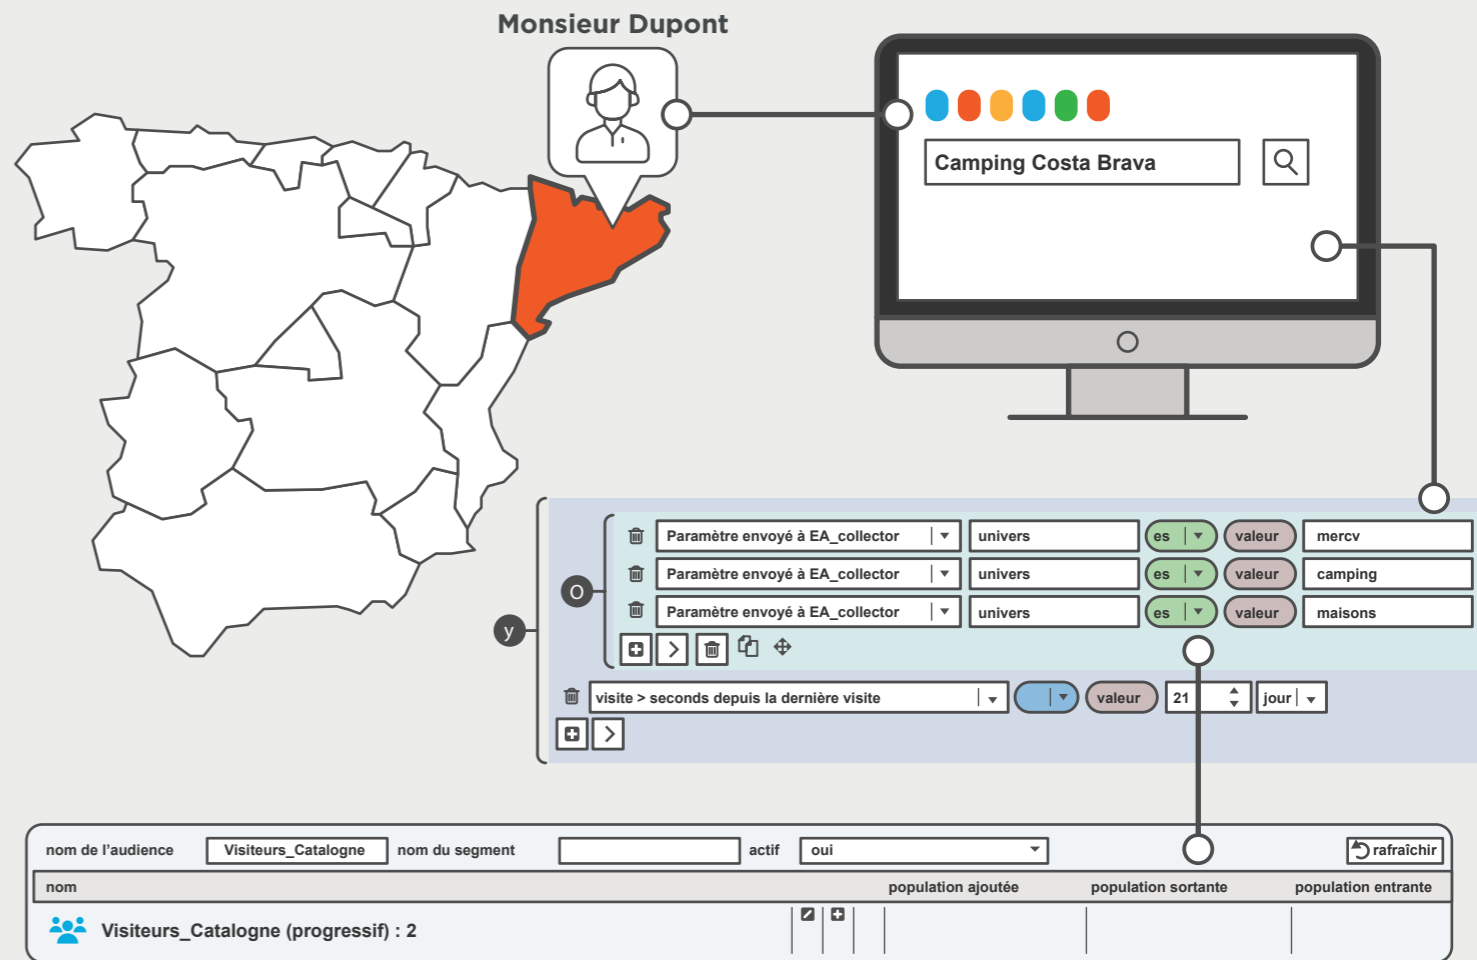 Monsieur Dupont
Camping Costa Brava
Paramètre envoyé à EA_collector univers es valeur mercv
Paramètre envoyé à EA_collector univers es valeur camping
O
Paramètre envoyé à EA_collector univers es valeur maisons
y
visite > seconds depuis la dernière visite valeur 21 jour
nom de l'audience Visiteurs_Catalogne nom du segment actif oui rafraîchir
nom population ajoutée population sortante population entrante
Visiteurs_Catalogne (progressif) : 2